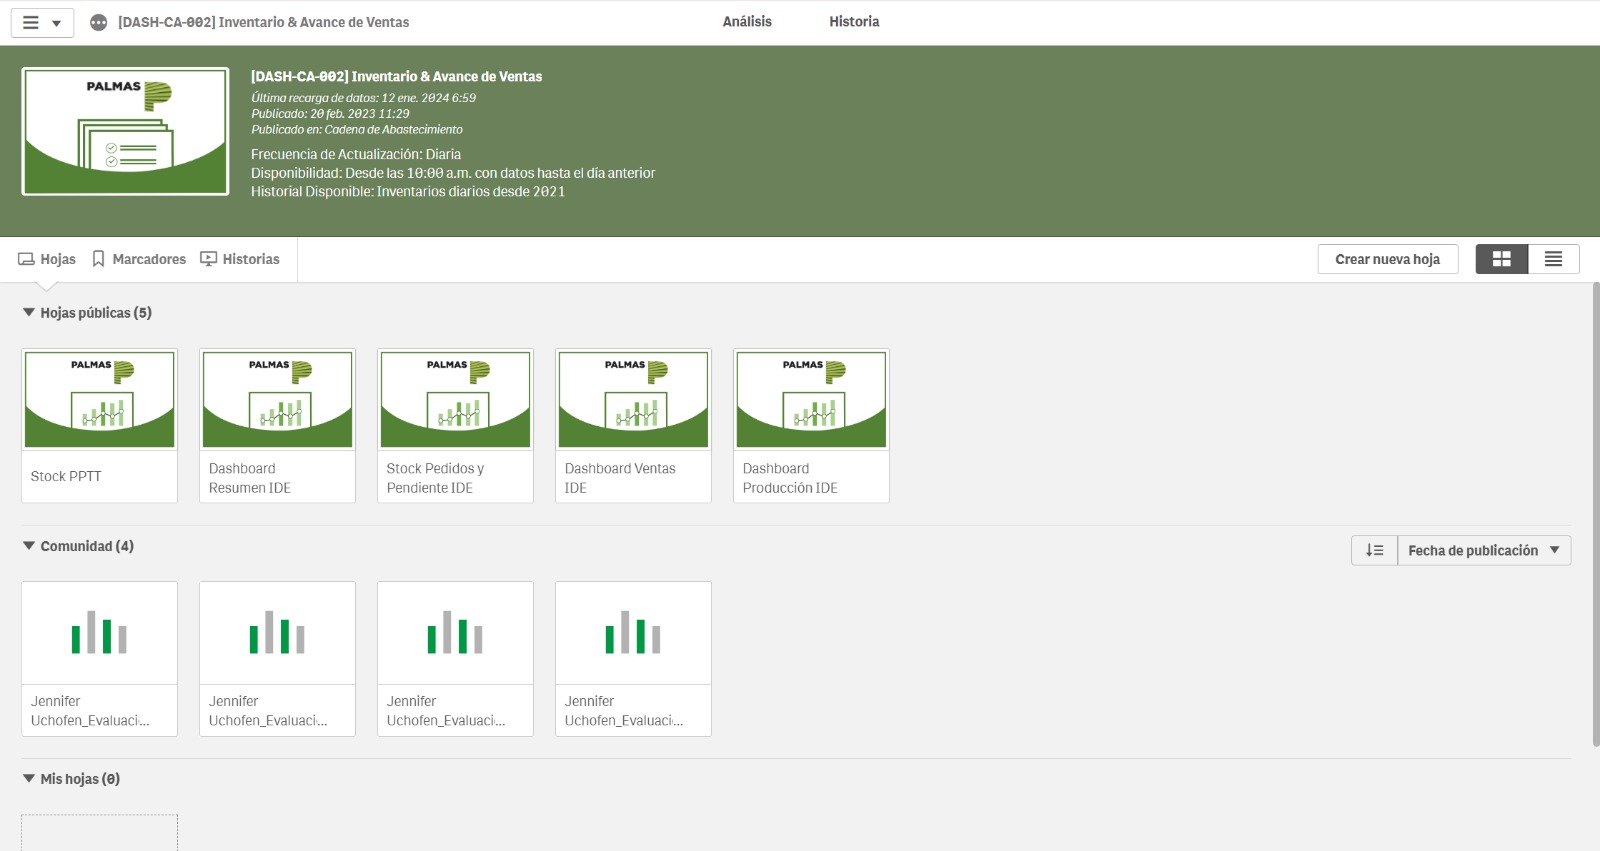 [DASH-CA-002] Inventario & Avance de Ventas
Análisis
Historia
PALMAS
[DASH-CA-002] Inventario & Avance de Ventas
Última recarga de datos: 12 ene. 2024 6:59
Publicado: 20 feb. 2023 11:29
Publicado en: Cadena de Abastecimiento
Frecuencia de Actualización: Diaria
Disponibilidad: Desde las 10:00 a.m. con datos hasta el día anterior
Historial Disponible: Inventarios diarios desde 2021
Hojas
Marcadores
Historias
Crear nueva hoja
Hojas públicas (5)
PALMAS
PALMAS
PALMAS
PALMAS
PALMAS
Stock PPTT
Dashboard
Resumen IDE
Stock Pedidos y
Pendiente IDE
Dashboard Ventas
IDE
Dashboard
Producción IDE
Comunidad (4)
Fecha de publicación
Jennifer
Uchofen_Evaluaci...
Jennifer
Uchofen_Evaluaci...
Jennifer
Uchofen_Evaluaci...
Jennifer
Uchofen_Evaluaci...
Mis hojas (0)